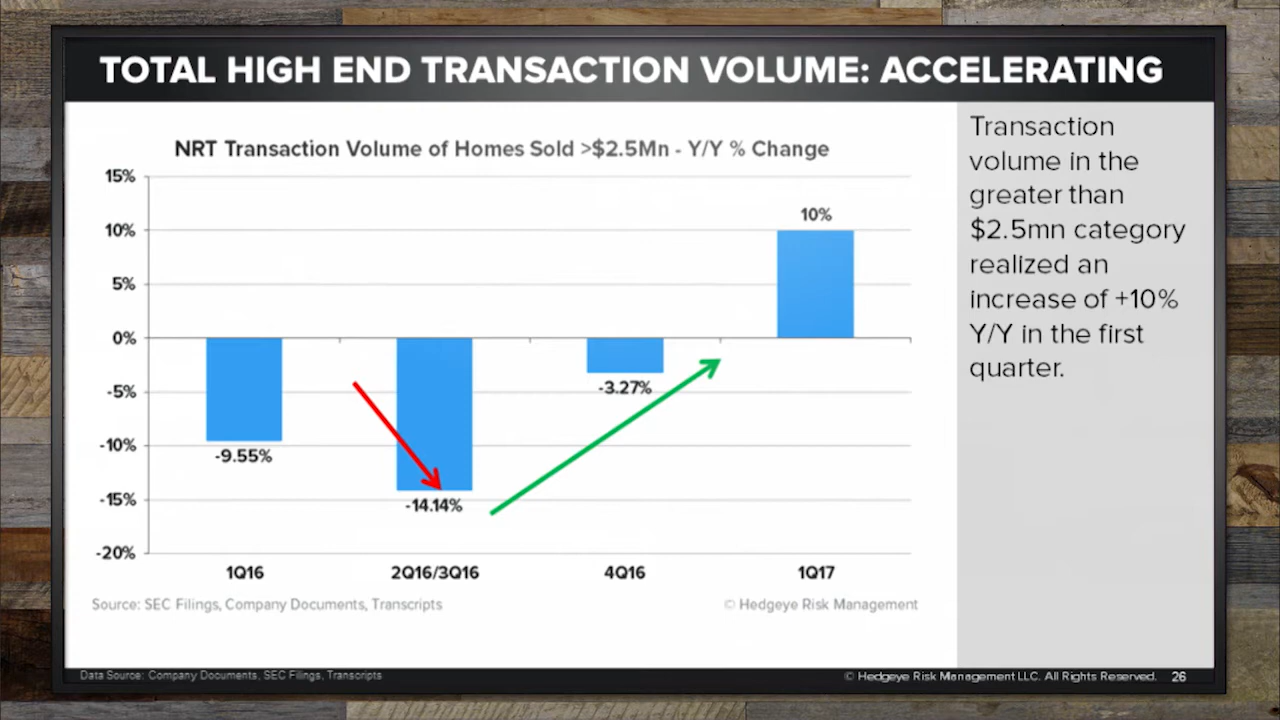 TOTAL HIGH END TRANSACTION VOLUME: ACCELERATING
NRT Transaction Volume of Homes Sold >$2.5Mn - Y/Y % Change
15%
10%
5%
0%
-5%
-10%
-15%
-20%
-9.55%
-14.14%
-3.27%
10%
1Q16
2Q16/3Q16
4Q16
1Q17
Source: SEC Filings, Company Documents, Transcripts
© Hedgeye Risk Management
Transaction
volume in the
greater than
$2.5mn category
realized an
increase of +10%
Y/Y in the first
quarter.
Data Source: Company Documents, SEC Filings, Transcripts
© Hedgeye Risk Management LLC. All Rights Reserved. 26